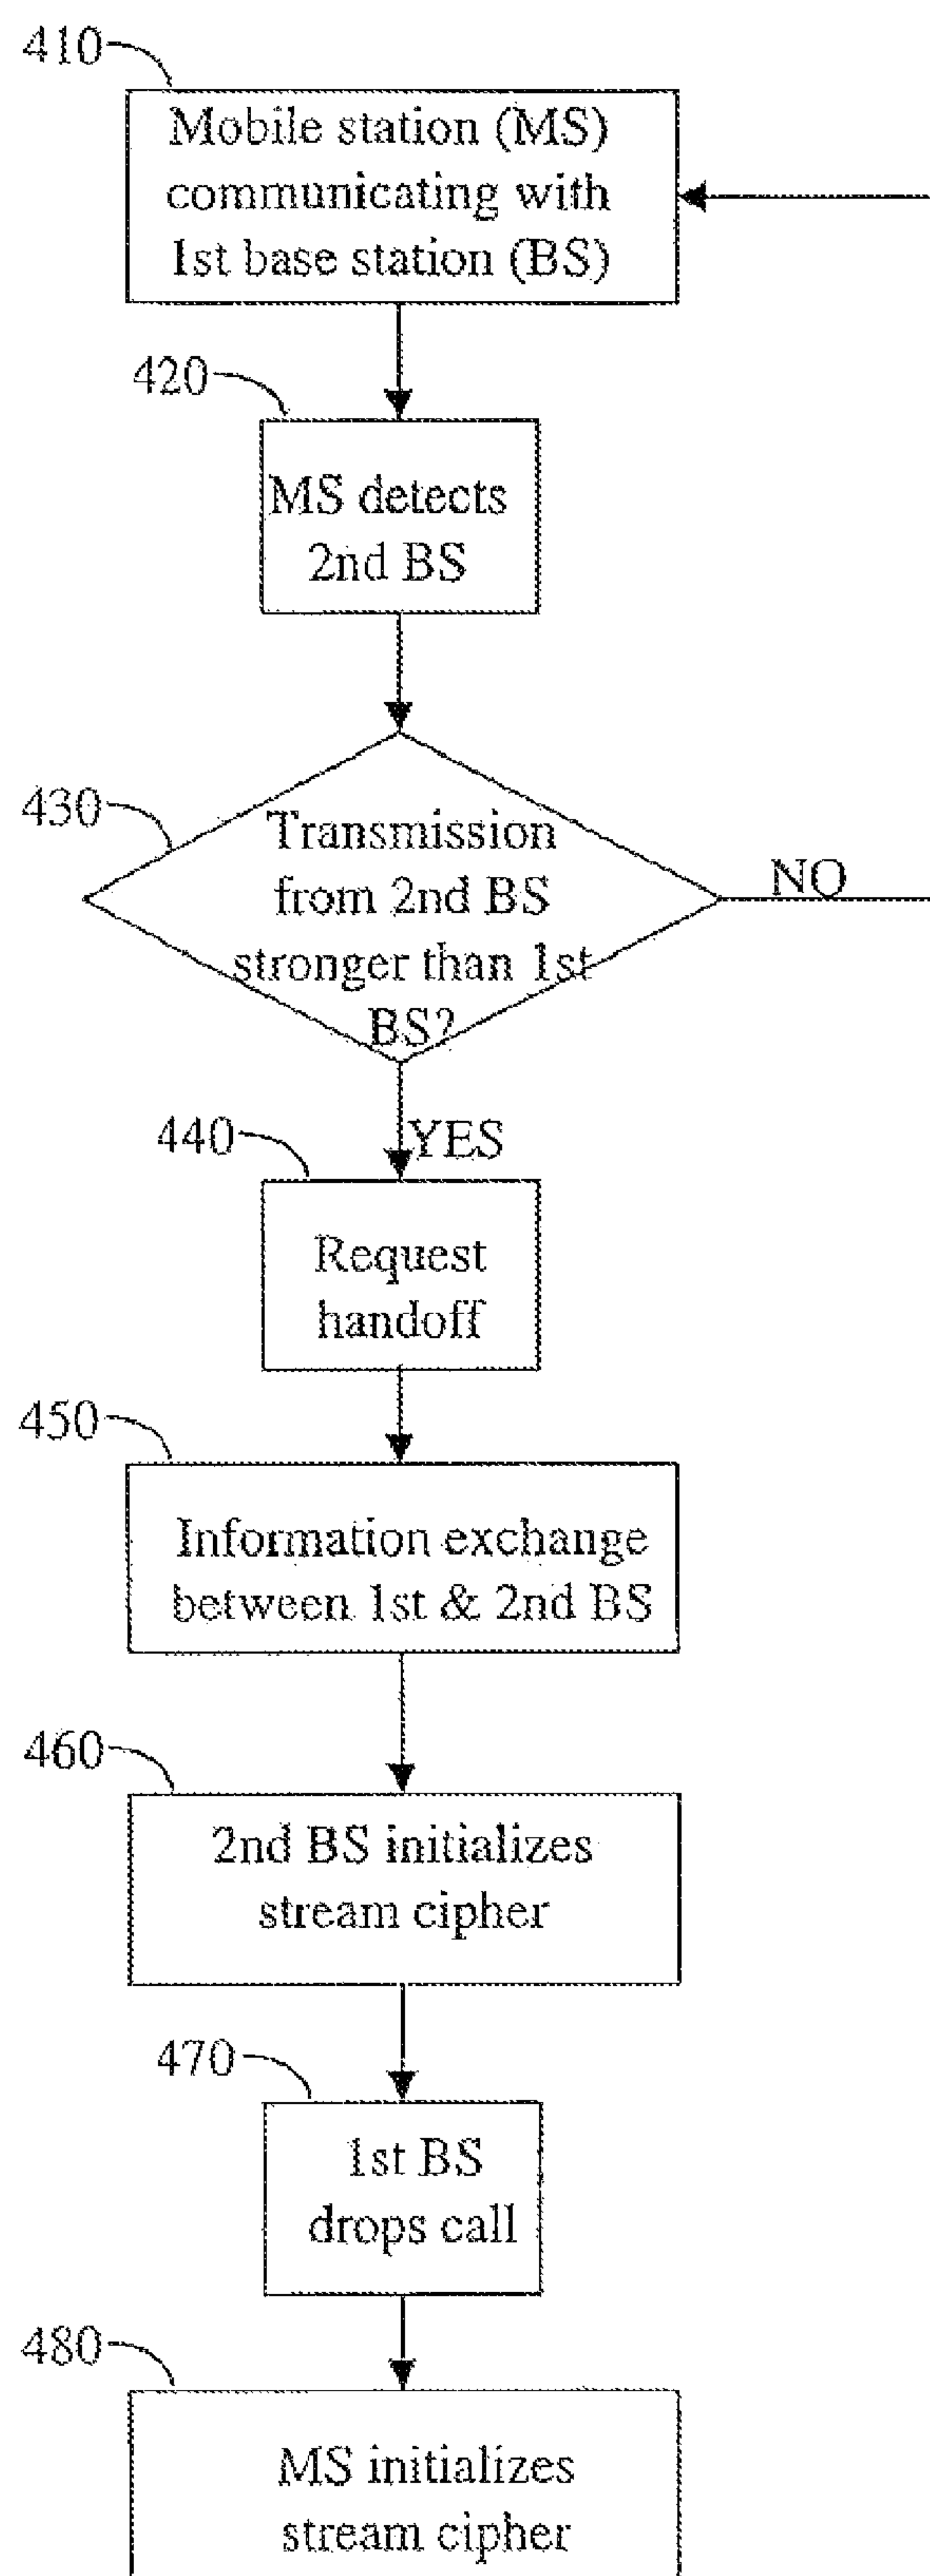 410
Mobile station (MS)
communicating with
1st base station (BS)
420
MS detects
2nd BS
430
Transmission
from 2nd BS
stronger than 1st
BS?
NO
YES
440
Request
handoff
450
Information exchange
between 1st & 2nd BS
460
2nd BS initializes
stream cipher
470
1st BS
drops call
480
MS initializes
stream cipher